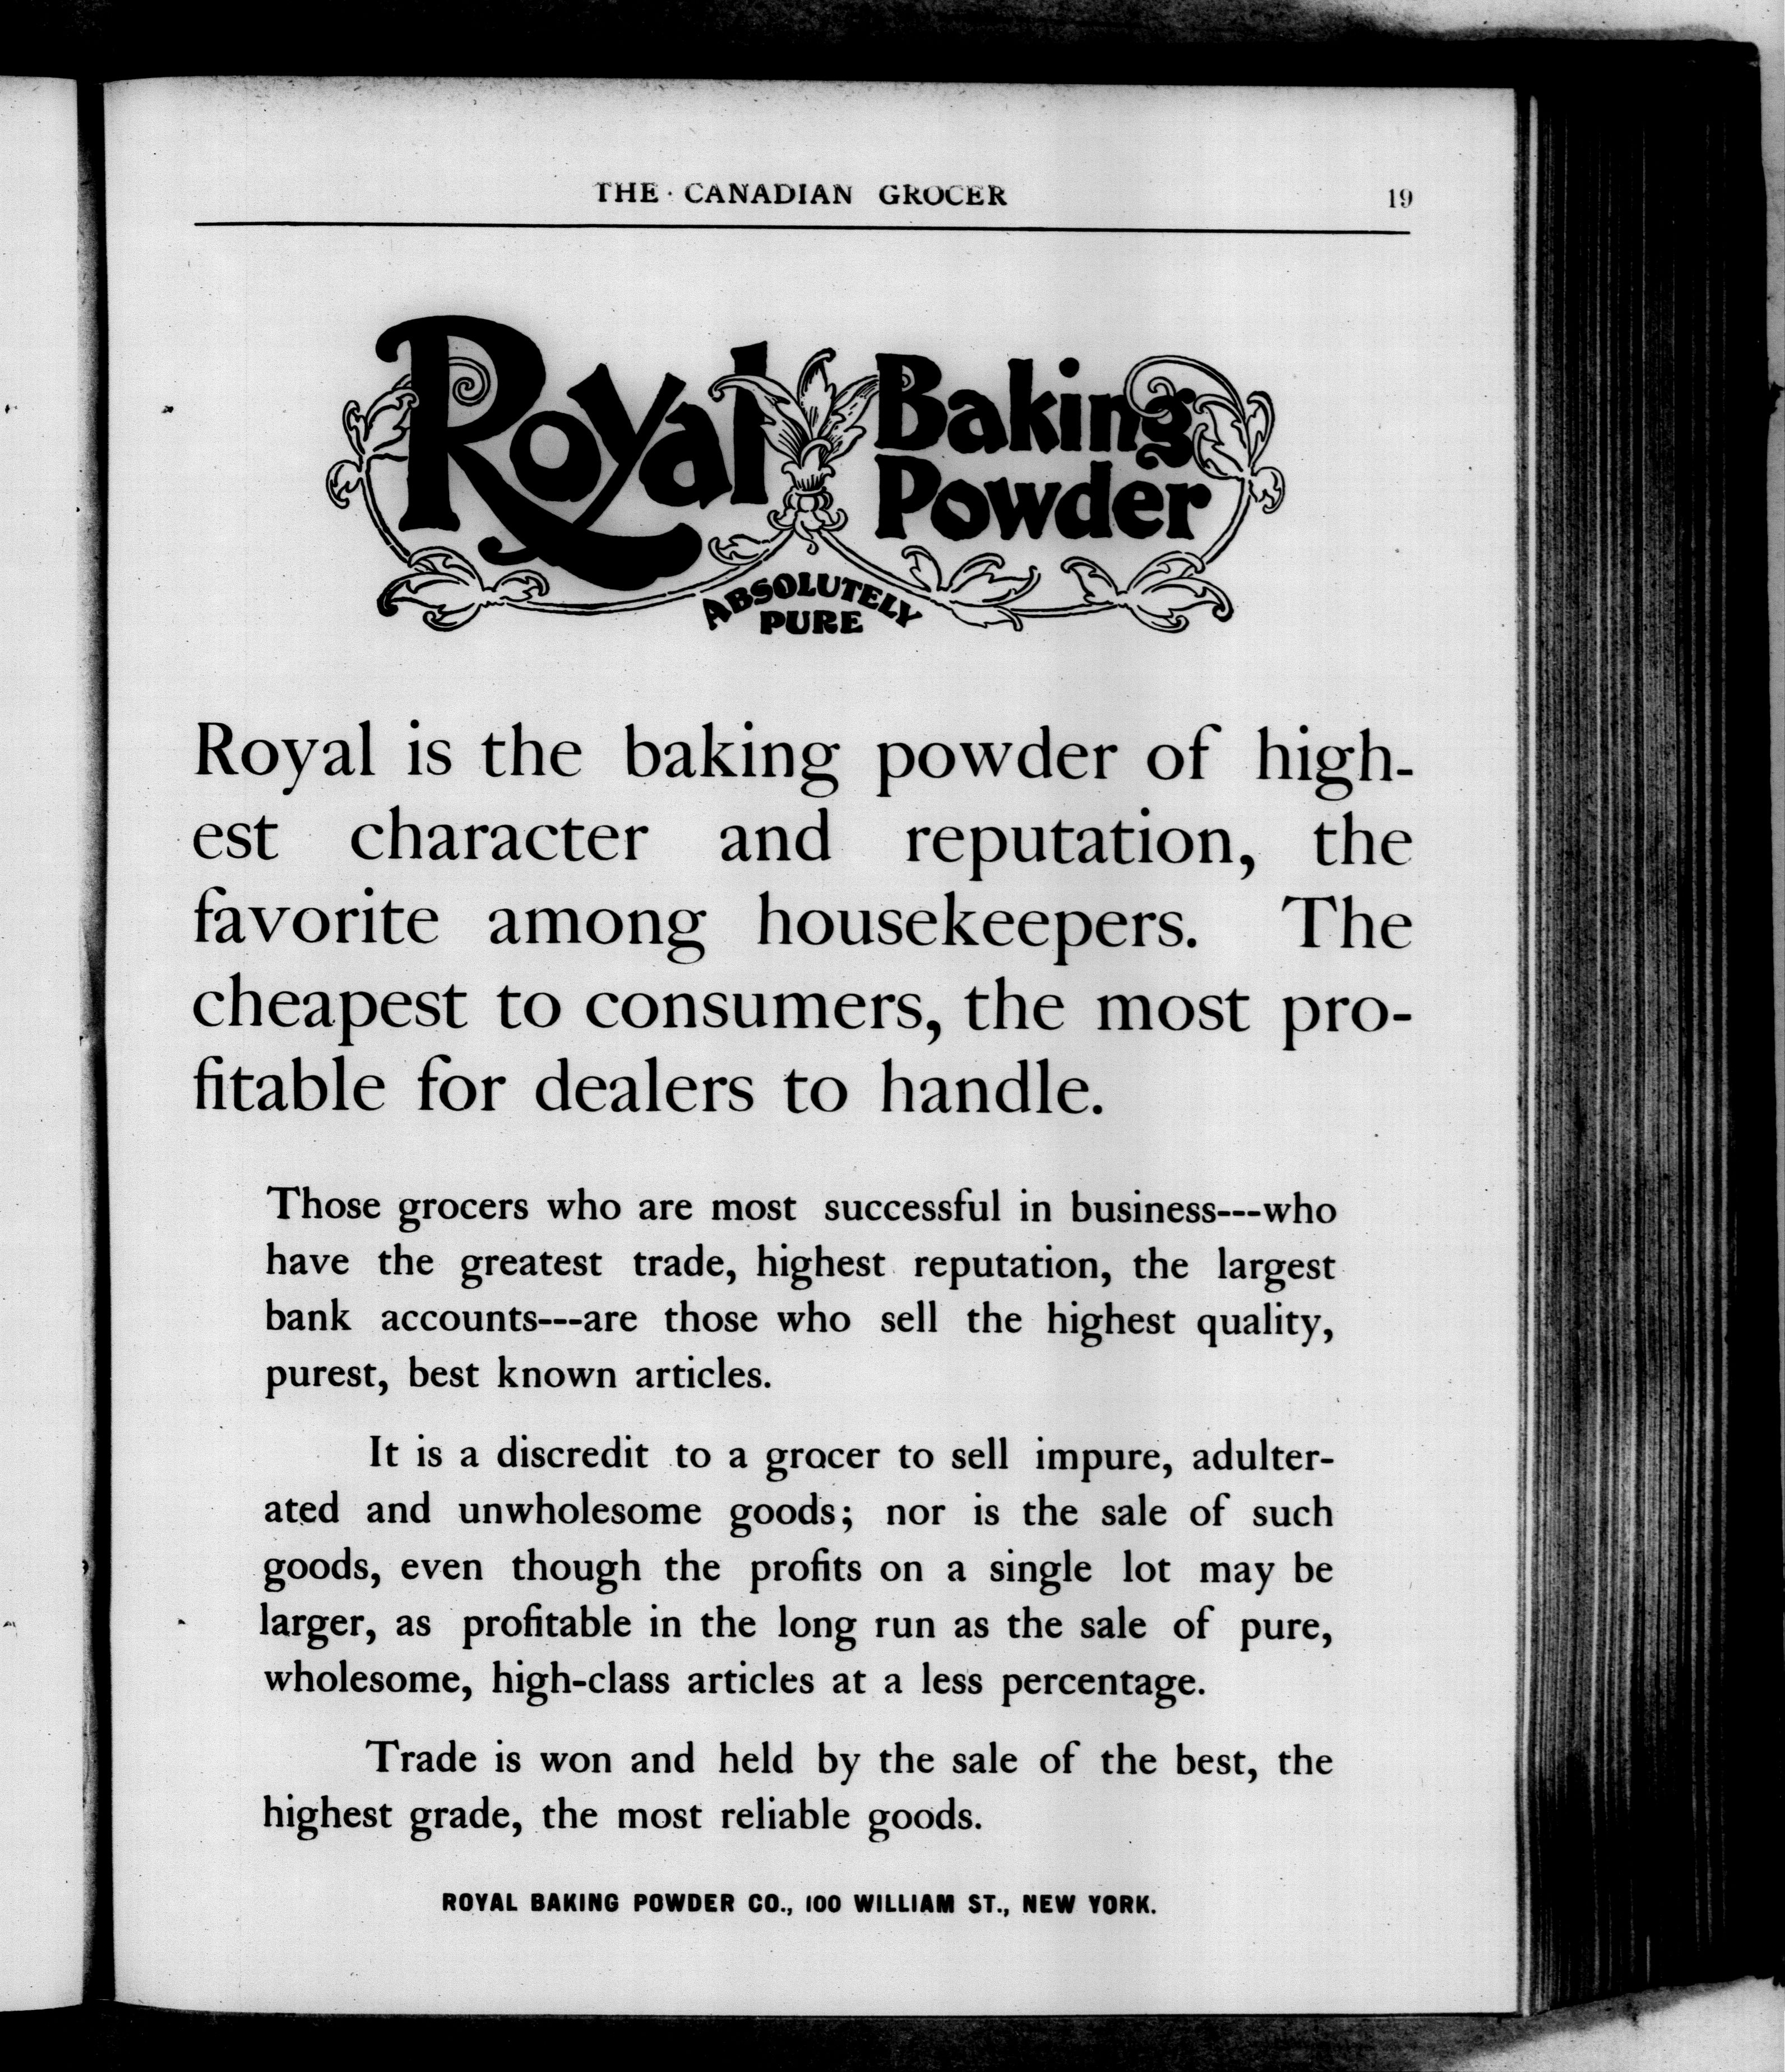 THE CANADIAN GROCER 19
Royal Baking
Powder
ABSOLUTELY
PURE
Royal is the baking powder of high-
est character and reputation, the
favorite among housekeepers. The
cheapest to consumers, the most pro-
fitable for dealers to handle.
Those grocers who are most successful in business---who
have the greatest trade, highest reputation, the largest
bank accounts---are those who sell the highest quality,
purest, best known articles.
It is a discredit to a grocer to sell impure, adulter-
ated and unwholesome goods; nor is the sale of such
goods, even though the profits on a single lot may be
larger, as profitable in the long run as the sale of pure,
wholesome, high-class articles at a less percentage.
Trade is won and held by the sale of the best, the
highest grade, the most reliable goods.
ROYAL BAKING POWDER CO., 100 WILLIAM ST., NEW YORK.